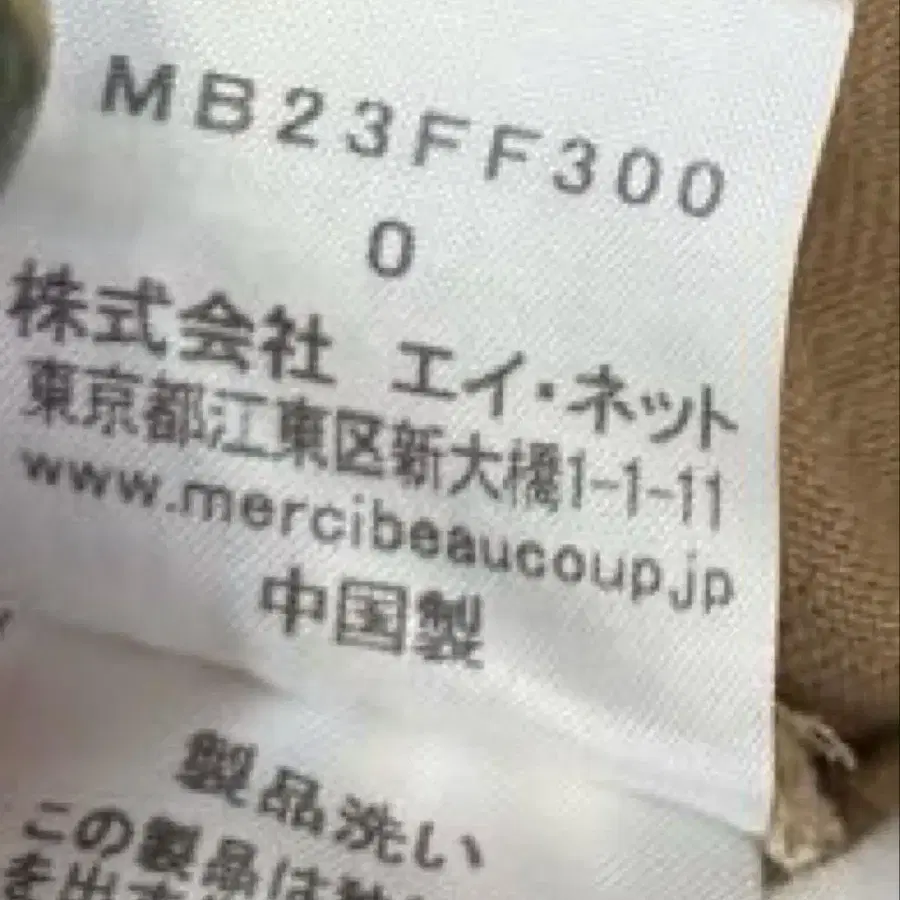 MB23FF300
0
株式会社 エイ・ネット
東京都江東区新大橋1-1-11
www.mercibeaucoup.jp
中国製
製品洗い
この製品は
を出